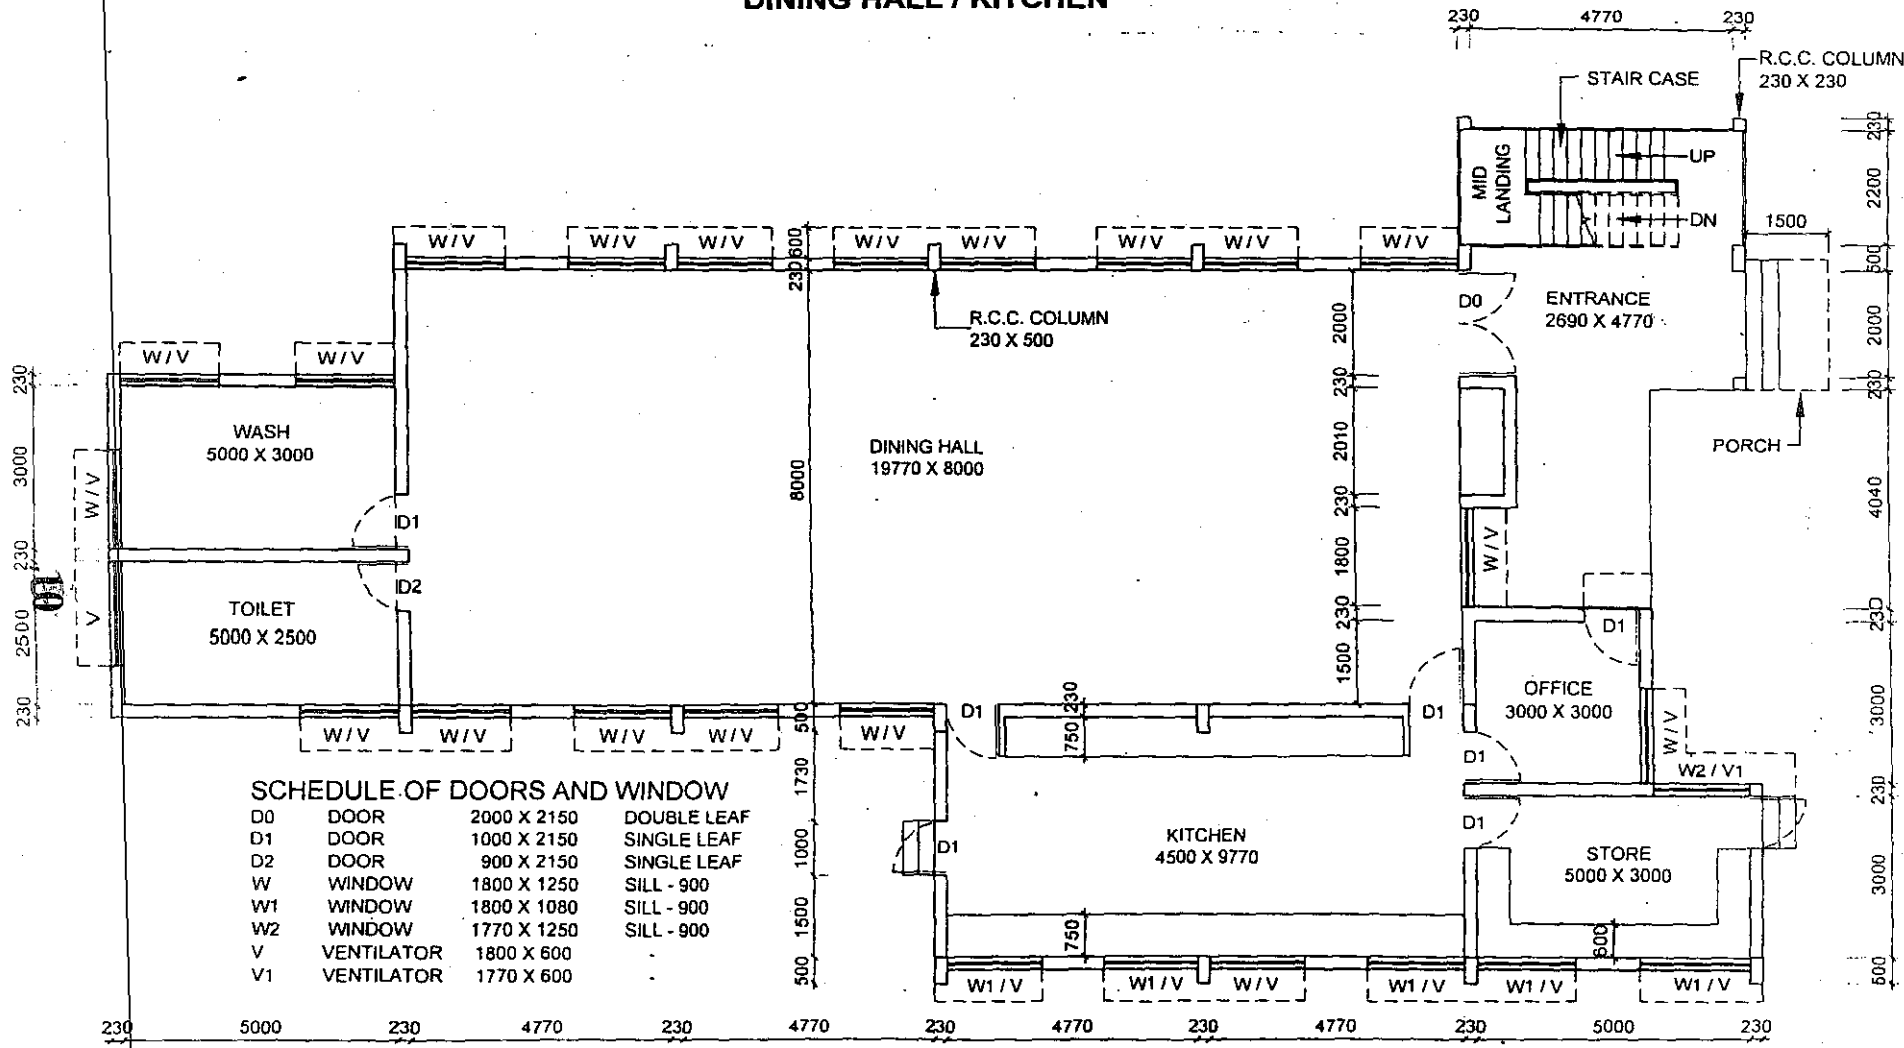 DINING HALL / KITCHEN
230 4770 230
R.C.C. COLUMN
230 X 230
STAIR CASE
UP
MID
LANDING
DN
1500
230
2200
500
2000
230
4040
230
3000
230
3000
500
W / V
W / V
W / V
W / V
W / V
W / V
W / V
W / V
600
230
D0
ENTRANCE
2690 X 4770
R.C.C. COLUMN
230 X 500
2000
230
2010
230
1800
230
1500
PORCH
W / V
W / V
230
3000
230
2500
230
WASH
5000 X 3000
W / V
D1
DINING HALL
19770 X 8000
8000
W / V
D2
V
TOILET
5000 X 2500
19
D1
OFFICE
3000 X 3000
W / V
W2 / V1
D1
230
750
D1
D1
D1
W / V
W / V
W / V
W / V
W / V
500
1730
1000
1500
500
D1
KITCHEN
4500 X 9770
STORE
5000 X 3000
750
600
W1 / V
W1 / V
W / V
W1 / V
W1 / V
W1 / V
SCHEDULE OF DOORS AND WINDOW
D0 DOOR 2000 X 2150 DOUBLE LEAF
D1 DOOR 1000 X 2150 SINGLE LEAF
D2 DOOR 900 X 2150 SINGLE LEAF
W WINDOW 1800 X 1250 SILL - 900
W1 WINDOW 1800 X 1080 SILL - 900
W2 WINDOW 1770 X 1250 SILL - 900
V VENTILATOR 1800 X 600 -
V1 VENTILATOR 1770 X 600 -
230 5000 230 4770 230 4770 230 4770 230 4770 230 5000 230